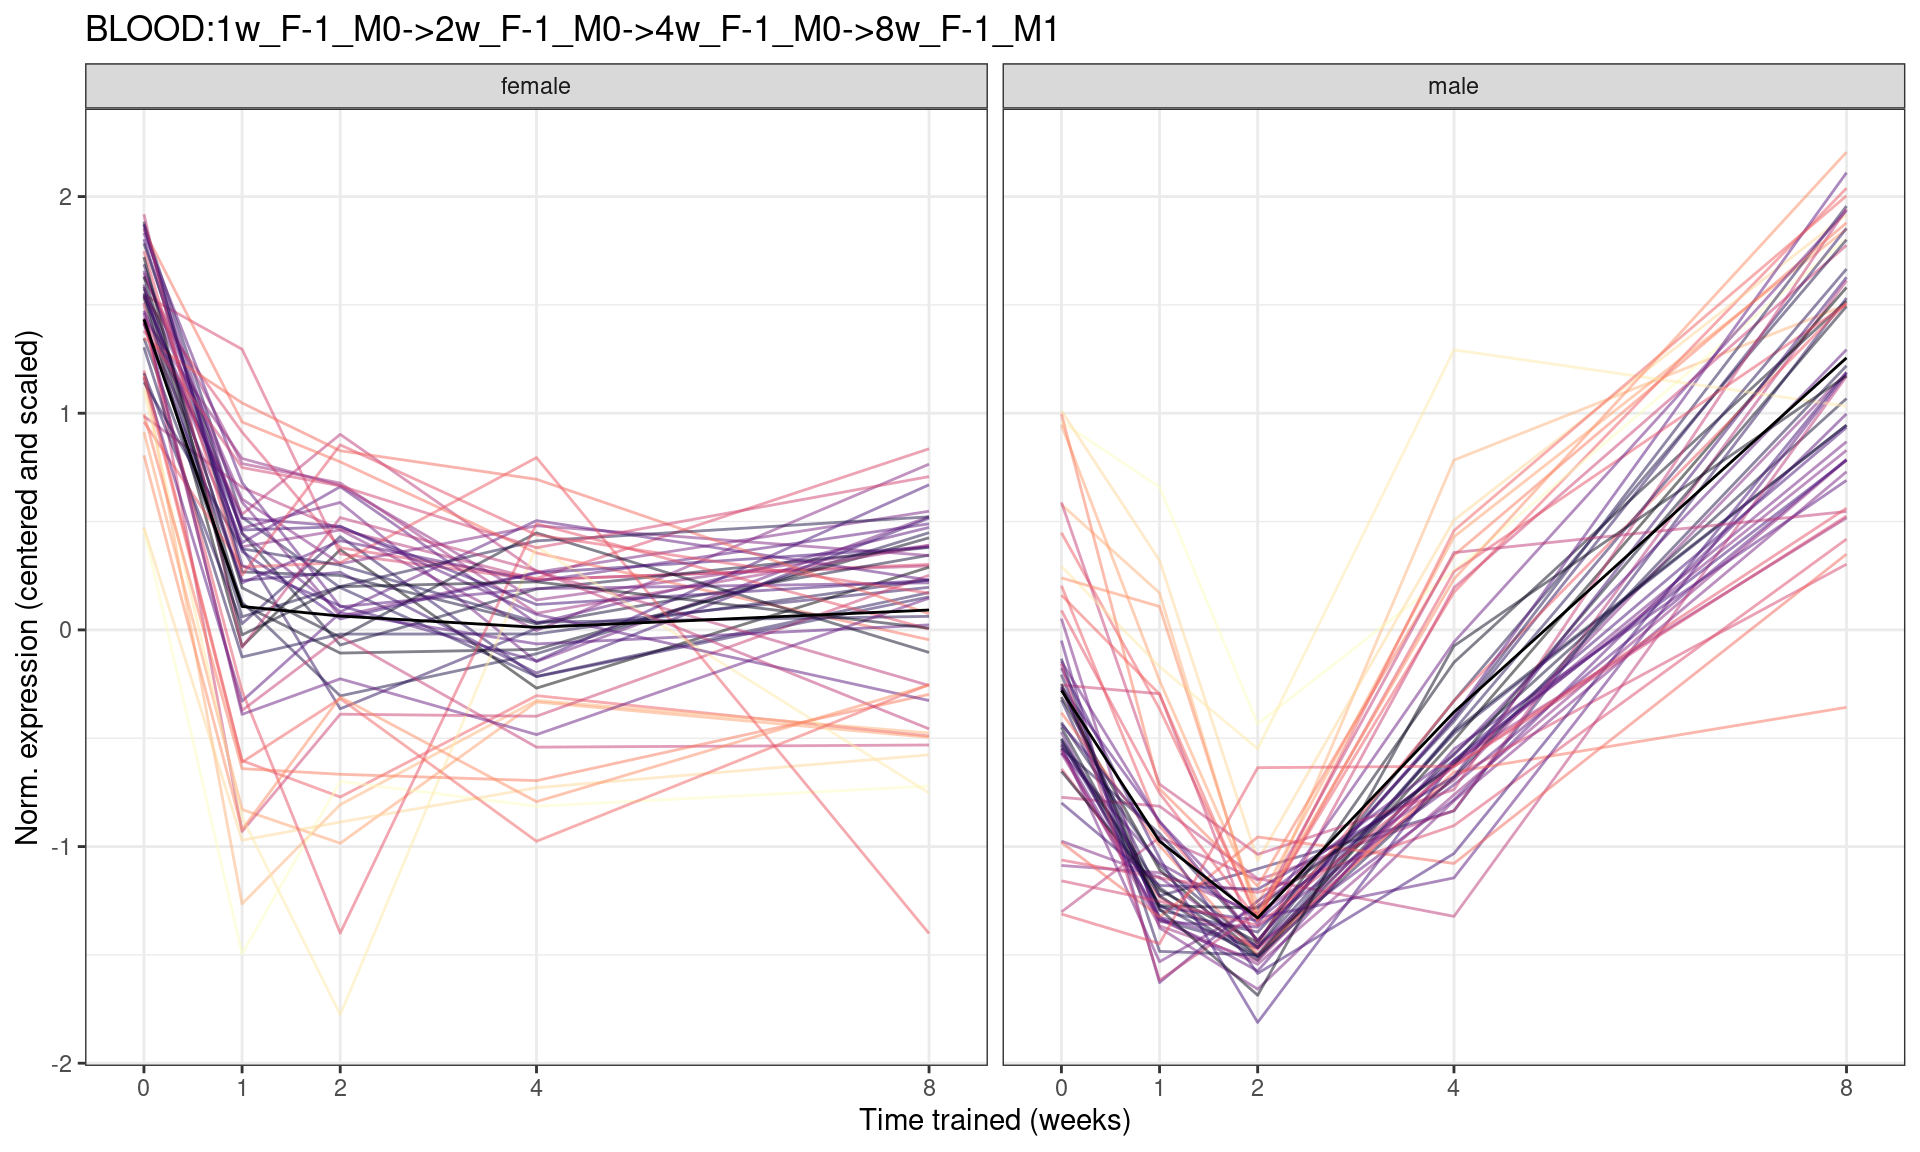 BLOOD:1w_F-1_M0->2w_F-1_M0->4w_F-1_M0->8w_F-1_M1
female
male
Norm. expression (centered and scaled)
2
1
0
-1
-2
0 1 2 4 8
0 1 2 4 8
Time trained (weeks)